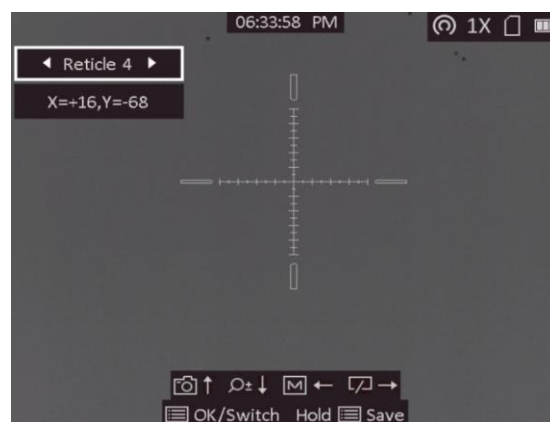 06:33:58 PM
1X
Reticle 4
X=+16,Y=-68
M
OK/Switch Hold Save